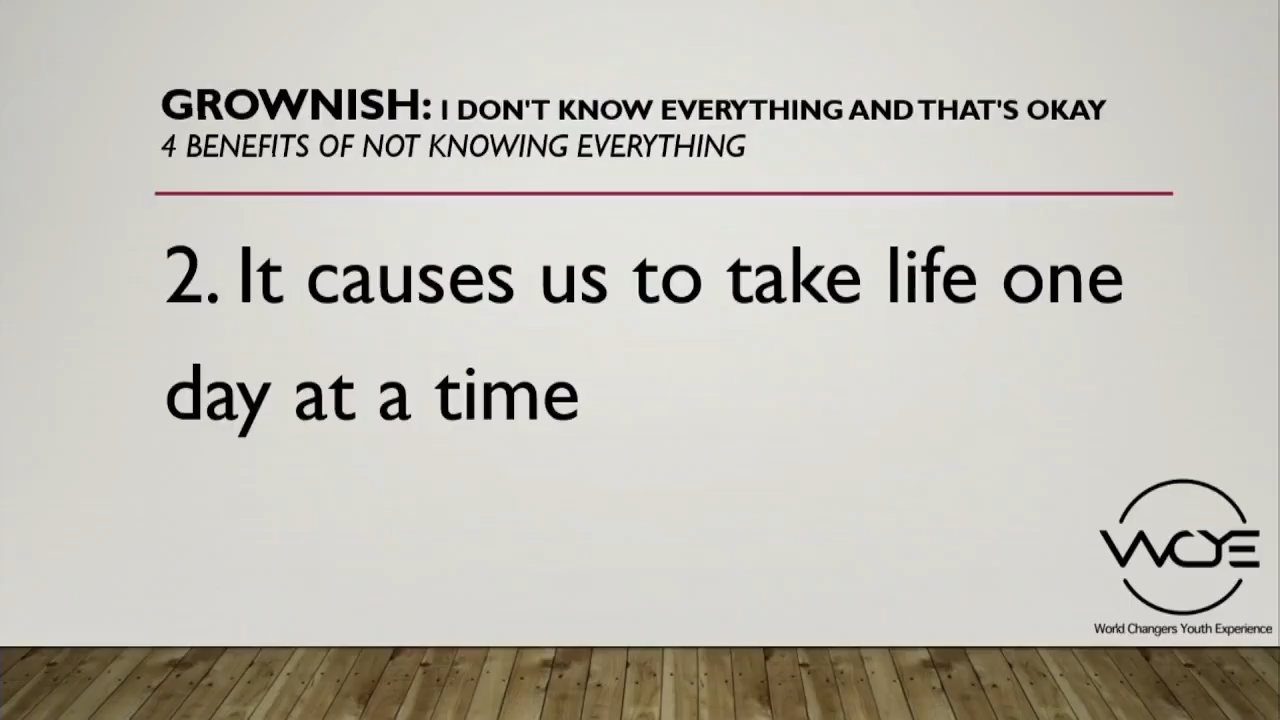 GROWNISH: I DON'T KNOW EVERYTHING AND THAT'S OKAY
4 BENEFITS OF NOT KNOWING EVERYTHING
2. It causes us to take life one
day at a time
WCYE
World Changers Youth Experience